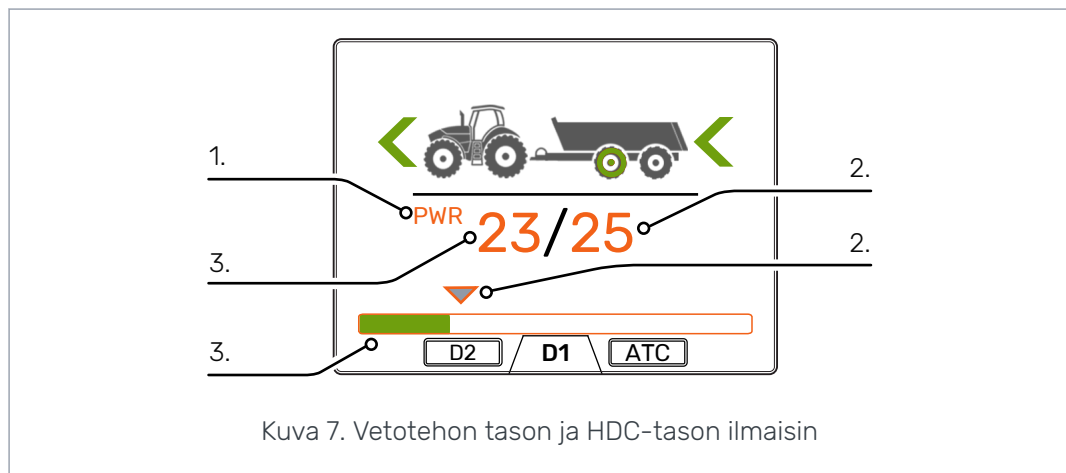 1.
2.
PWR
23/25
3.
2.
3.
D2
D1
ATC
Kuva 7. Vetotehon tason ja HDC-tason ilmaisin